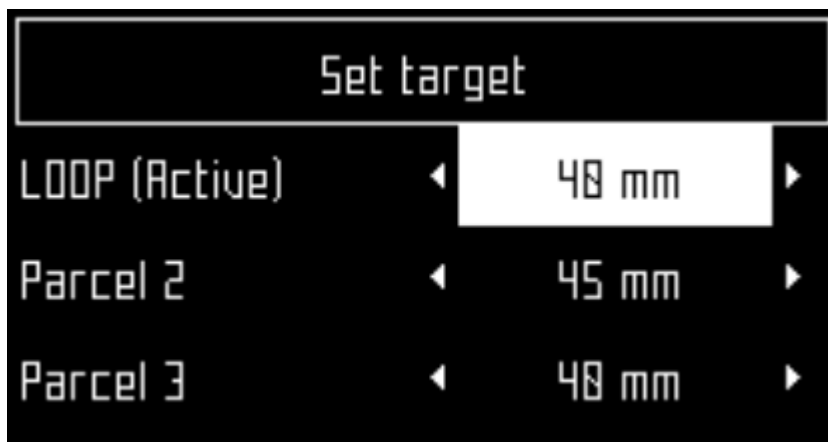 Set target
LOOP (Active) 40 mm
Parcel 2 45 mm
Parcel 3 40 mm